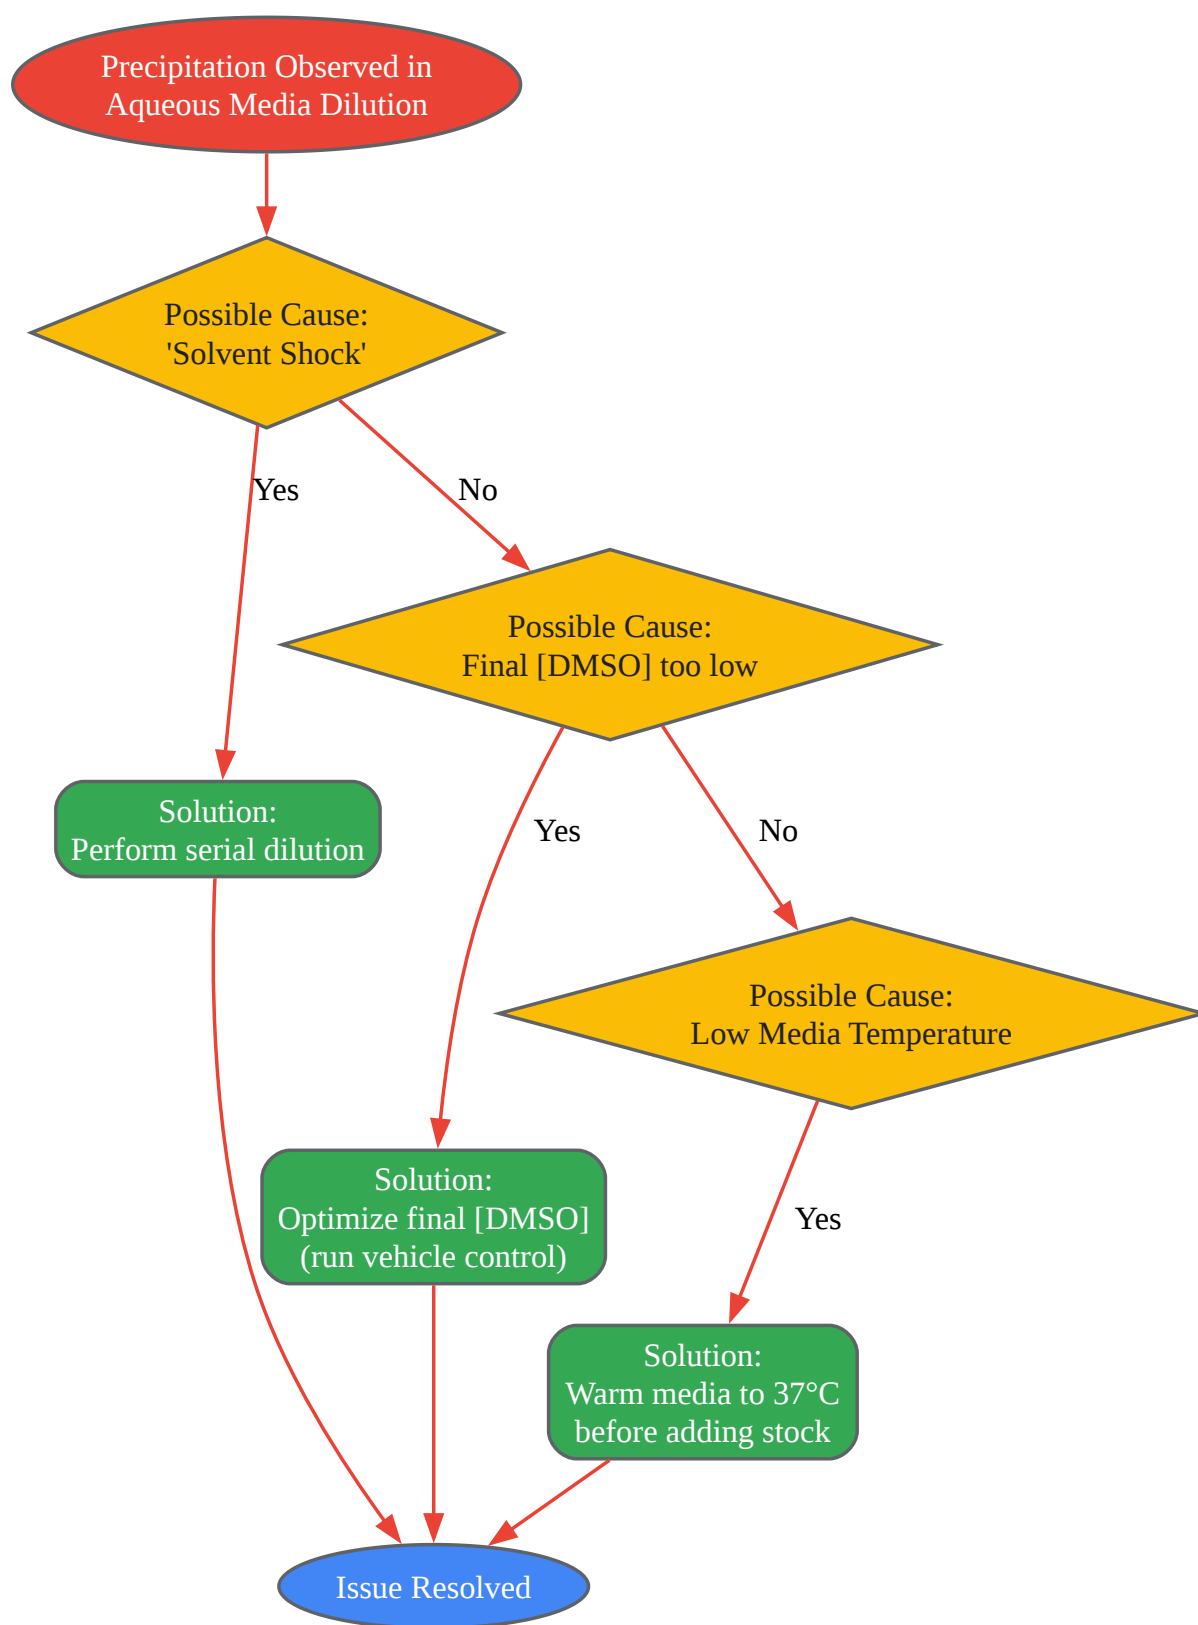 Precipitation Observed in
Aqueous Media Dilution
Possible Cause:
'Solvent Shock'
Yes
No
Possible Cause:
Final [DMSO] too low
Solution:
Perform serial dilution
Yes
No
Possible Cause:
Low Media Temperature
Solution:
Optimize final [DMSO]
(run vehicle control)
Yes
Solution:
Warm media to 37°C
before adding stock
Issue Resolved